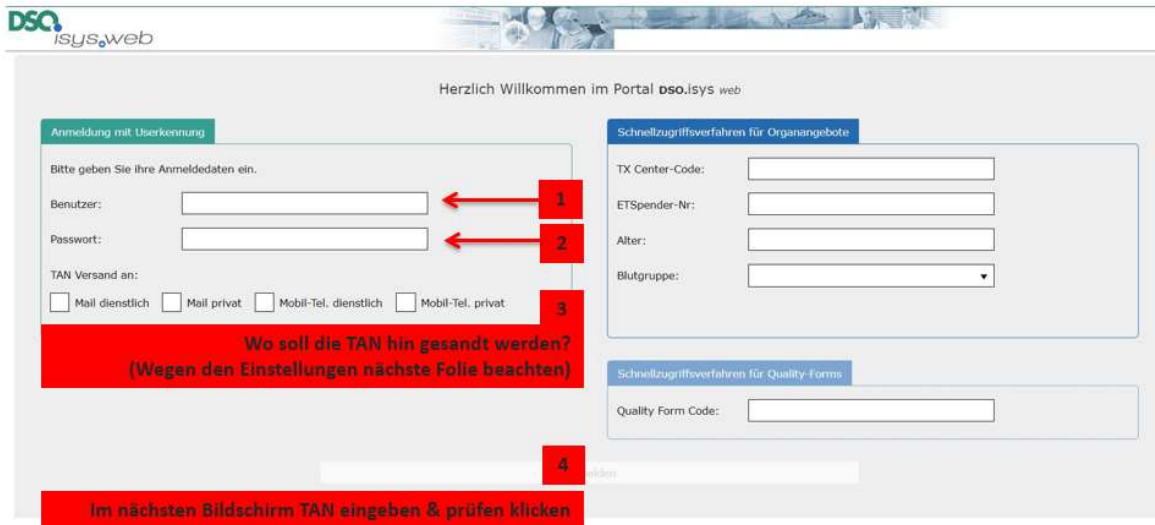 DSO.
isys.web
Herzlich Willkommen im Portal DSO.isys web
Anmeldung mit Userkennung
Bitte geben Sie ihre Anmeldedaten ein.
Benutzer:
1
Passwort:
2
TAN Versand an:
Mail dienstlich Mail privat Mobil-Tel. dienstlich Mobil-Tel. privat
3
Wo soll die TAN hin gesandt werden?
(Wegen den Einstellungen nächste Folie beachten)
Schnellzugriffsverfahren für Organangebote
TX Center-Code:
ETSpender-Nr:
Alter:
Blutgruppe:
Schnellzugriffsverfahren für Quality-Forms
Quality Form Code:
4
Im nächsten Bildschirm TAN eingeben & prüfen klicken